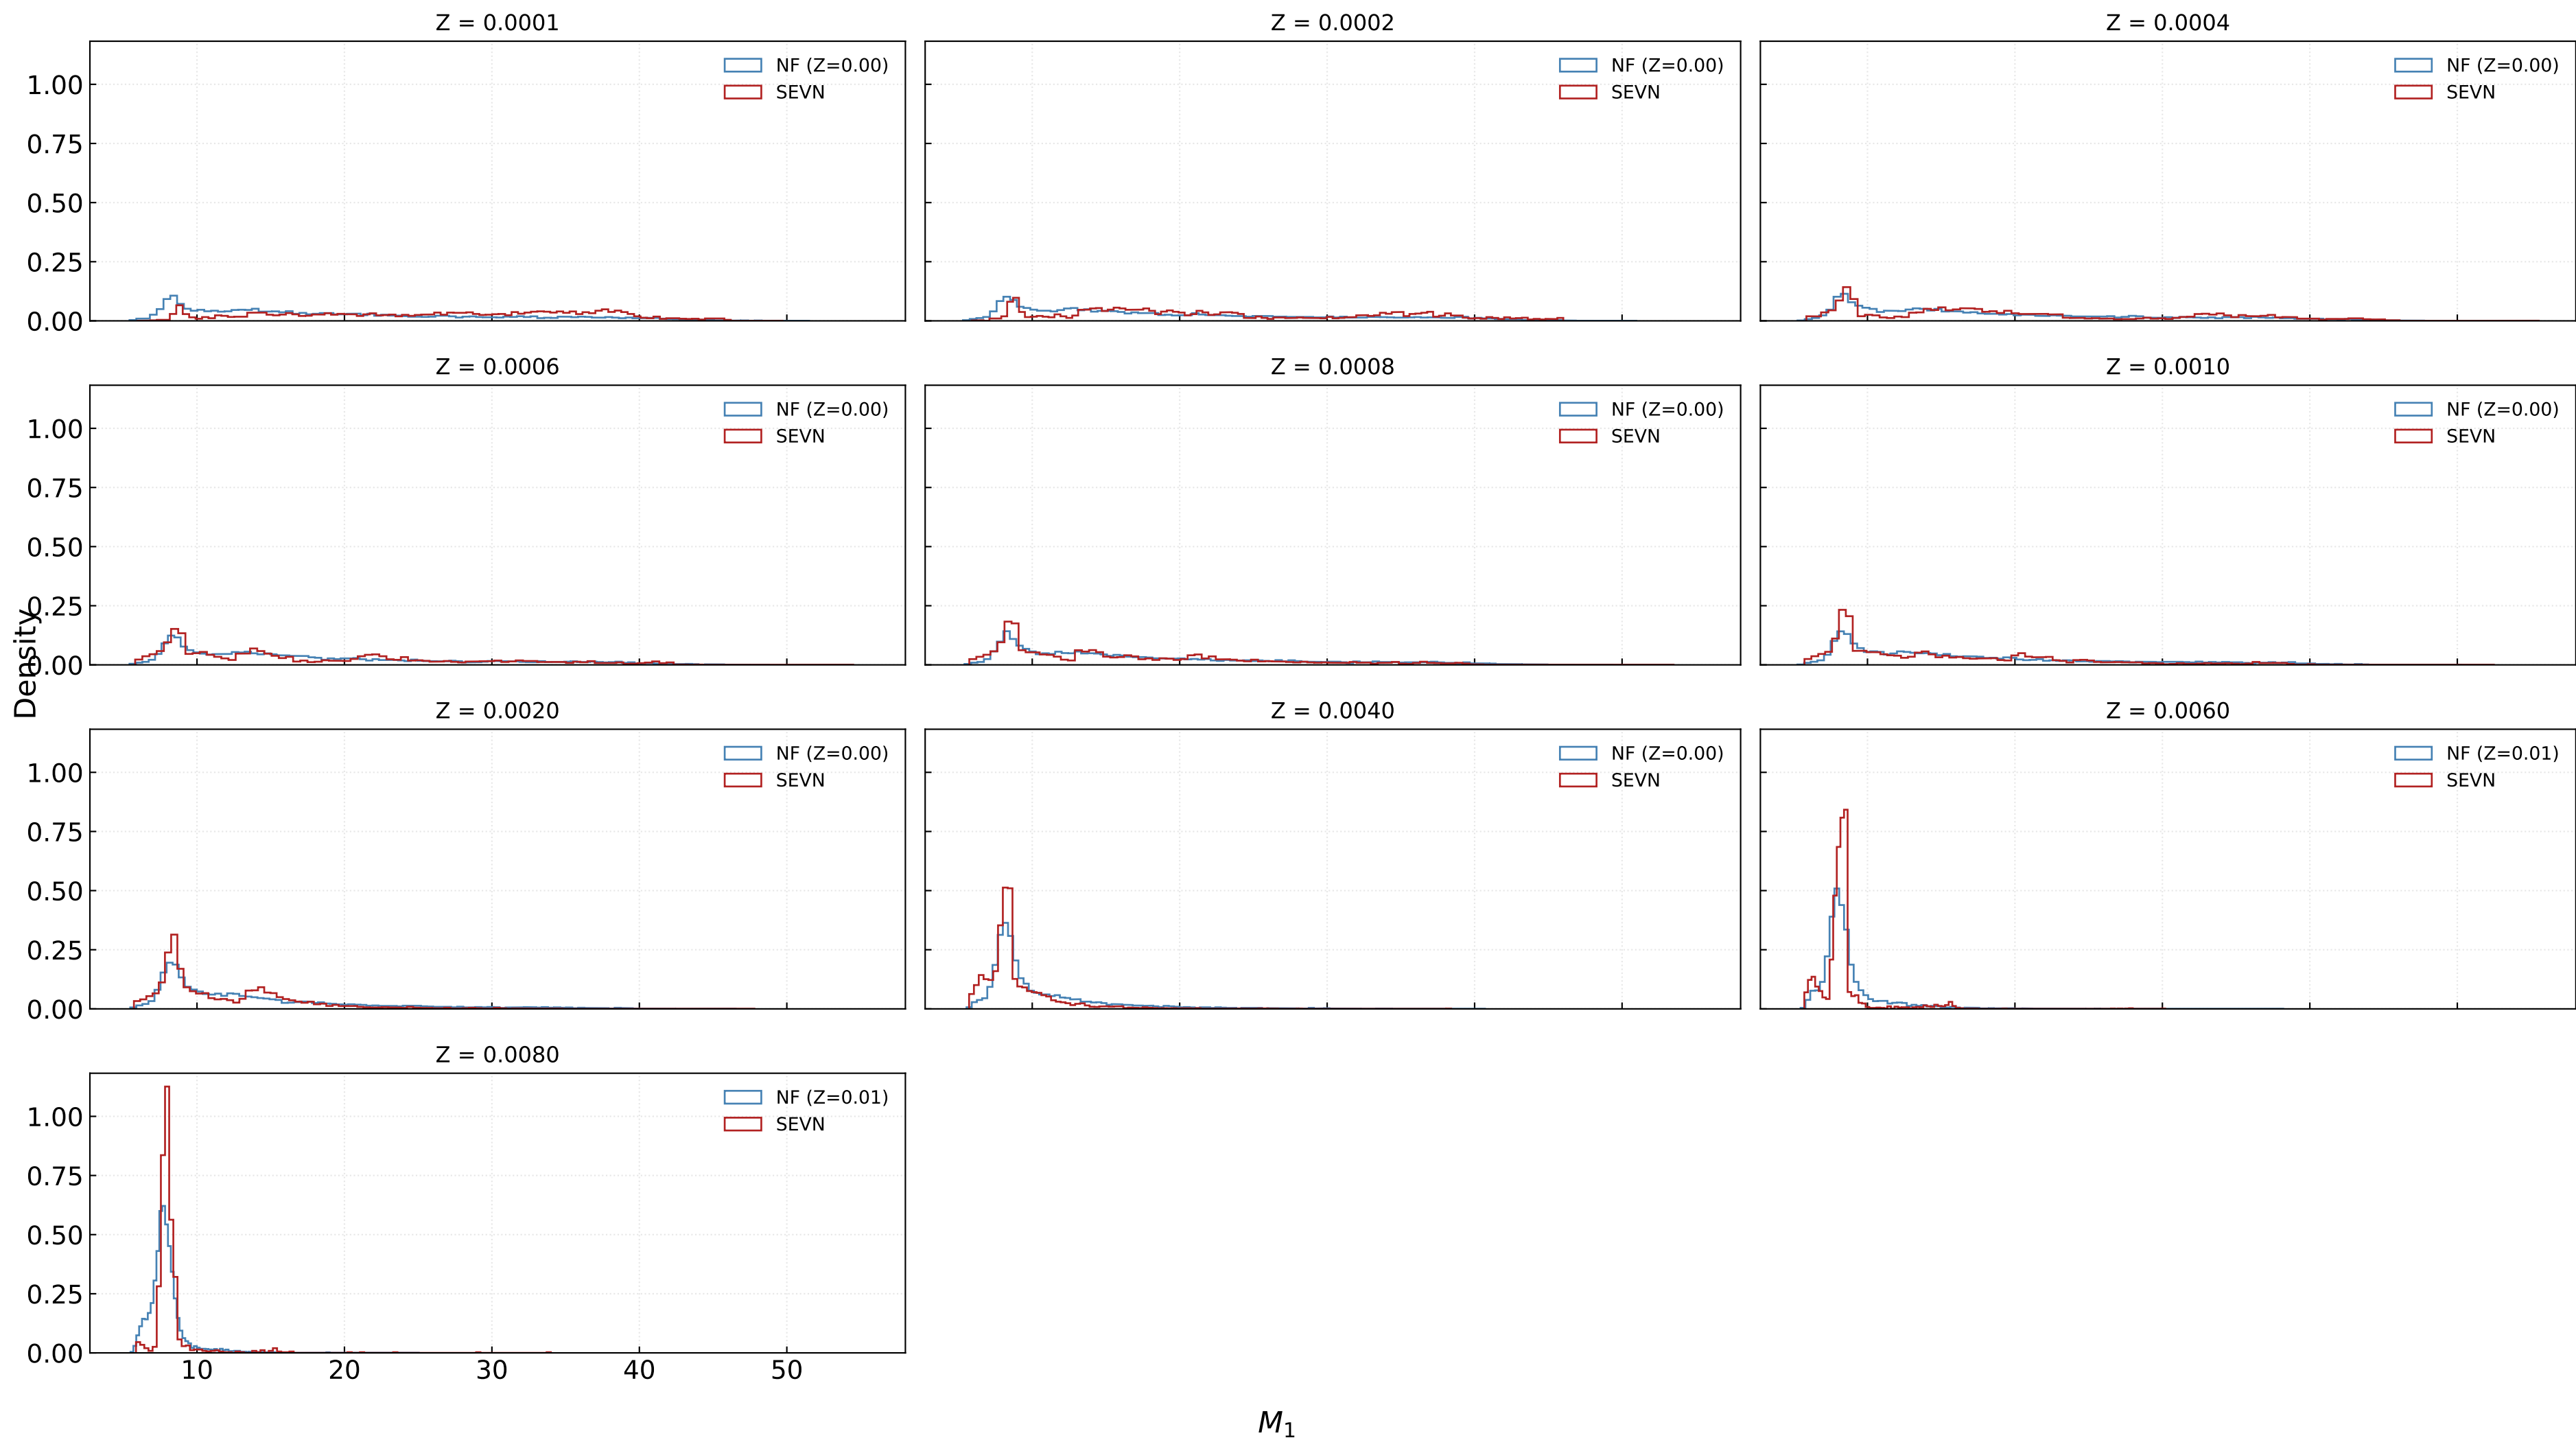 Z = 0.0001
Z = 0.0002
Z = 0.0004
1.00
0.75
0.50
0.25
0.00
NF (Z=0.00)
SEVN
NF (Z=0.00)
SEVN
NF (Z=0.00)
SEVN
Z = 0.0006
Z = 0.0008
Z = 0.0010
1.00
0.75
0.50
0.25
0.00
NF (Z=0.00)
SEVN
NF (Z=0.00)
SEVN
NF (Z=0.00)
SEVN
Density
Z = 0.0020
Z = 0.0040
Z = 0.0060
1.00
0.75
0.50
0.25
0.00
NF (Z=0.00)
SEVN
NF (Z=0.00)
SEVN
NF (Z=0.01)
SEVN
Z = 0.0080
1.00
0.75
0.50
0.25
0.00
NF (Z=0.01)
SEVN
10 20 30 40 50
M₁